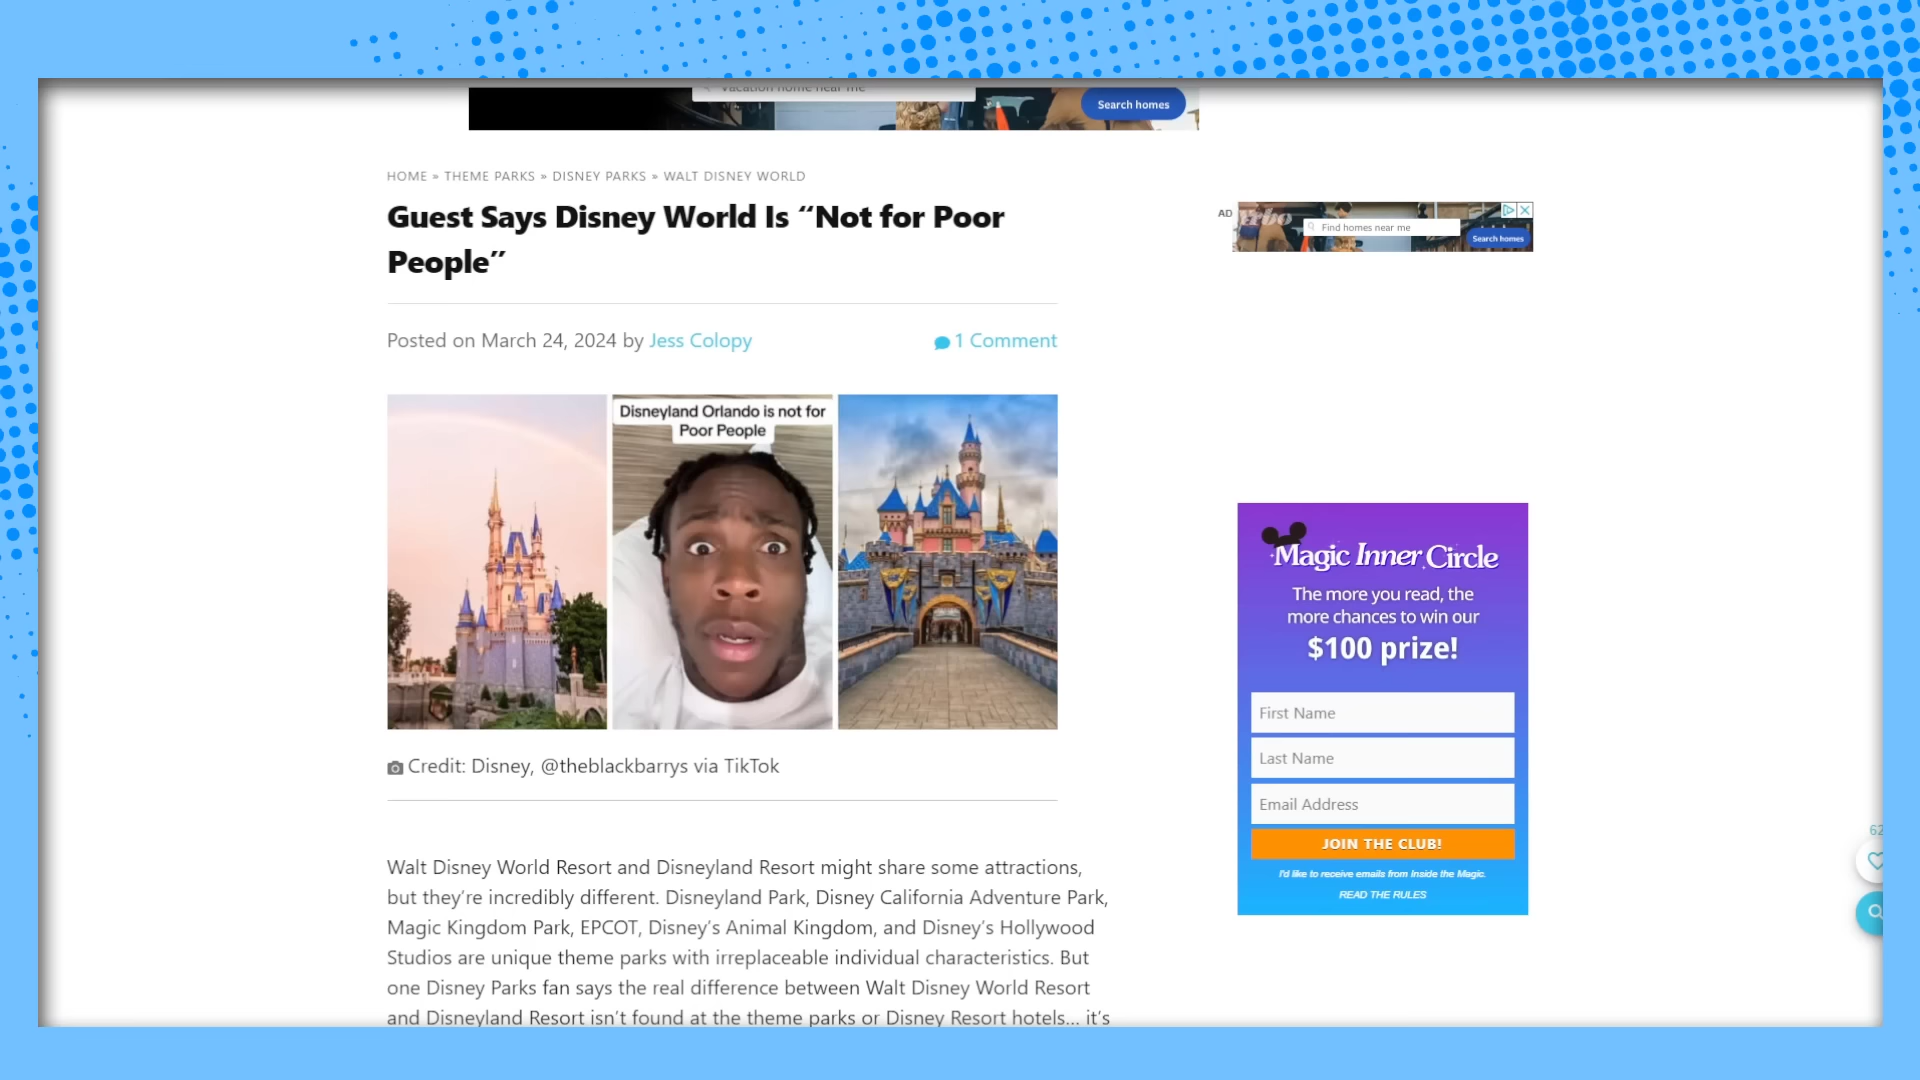 Vacation home near me
Search homes
HOME » THEME PARKS » DISNEY PARKS » WALT DISNEY WORLD
Guest Says Disney World Is “Not for Poor
People”
Posted on March 24, 2024 by Jess Colopy
1 Comment
Disneyland Orlando is not for
Poor People
Credit: Disney, @theblackbarrys via TikTok
Walt Disney World Resort and Disneyland Resort might share some attractions,
but they’re incredibly different. Disneyland Park, Disney California Adventure Park,
Magic Kingdom Park, EPCOT, Disney’s Animal Kingdom, and Disney’s Hollywood
Studios are unique theme parks with irreplaceable individual characteristics. But
one Disney Parks fan says the real difference between Walt Disney World Resort
and Disneyland Resort isn’t found at the theme parks or Disney Resort hotels… it’s
AD
Vrbo
Find homes near me
Search homes
Magic Inner Circle
The more you read, the
more chances to win our
$100 prize!
First Name
Last Name
Email Address
JOIN THE CLUB!
I'd like to receive emails from Inside the Magic.
READ THE RULES